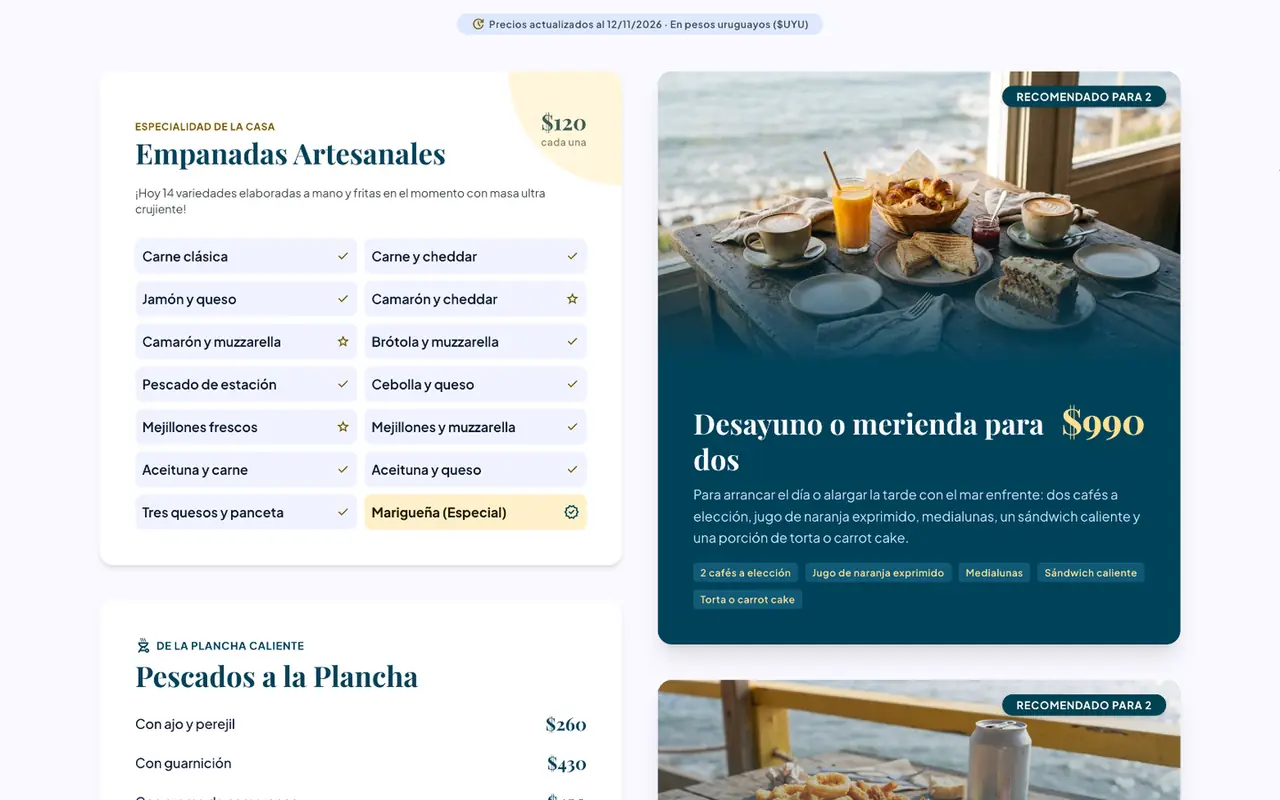 Precios actualizados al 12/11/2026 · En pesos uruguayos ($UYU)
ESPECIALIDAD DE LA CASA
Empanadas Artesanales
$120
cada una
¡Hoy 14 variedades elaboradas a mano y fritas en el momento con masa ultra
crujiente!
Carne clásica
Carne y cheddar
Jamón y queso
Camarón y cheddar
Camarón y muzzarella
Brótola y muzzarella
Pescado de estación
Cebolla y queso
Mejillones frescos
Mejillones y muzzarella
Aceituna y carne
Aceituna y queso
Tres quesos y panceta
Marigueña (Especial)
DE LA PLANCHA CALIENTE
Pescados a la Plancha
Con ajo y perejil
$260
Con guarnición
$430
RECOMENDADO PARA 2
Desayuno o merienda para
dos
$990
Para arrancar el día o alargar la tarde con el mar enfrente: dos cafés a
elección, jugo de naranja exprimido, medialunas, un sándwich caliente y
una porción de torta o carrot cake.
2 cafés a elección
Jugo de naranja exprimido
Medialunas
Sándwich caliente
Torta o carrot cake
RECOMENDADO PARA 2